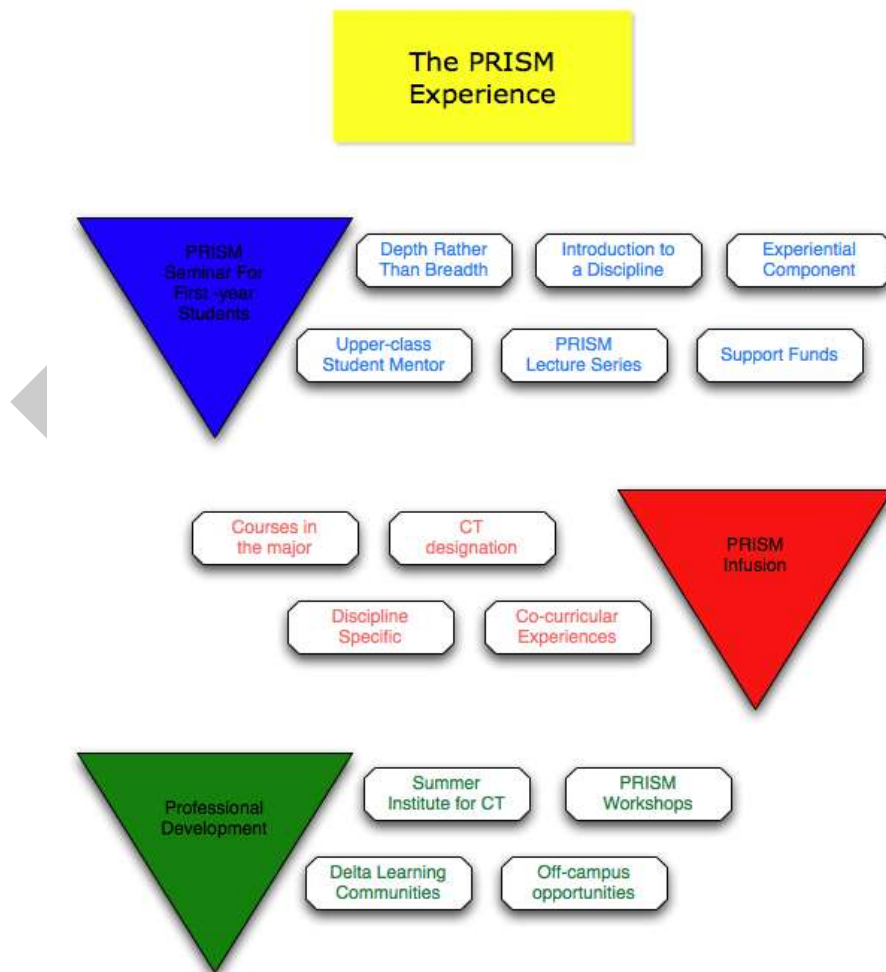 The PRISM
Experience
PRISM
Seminar For
First -year
Students
Depth Rather
Than Breadth
Introduction to
a Discipline
Experiential
Component
Upper-class
Student Mentor
PRISM
Lecture Series
Support Funds
Courses in
the major
CT
designation
PRISM
Infusion
Discipline
Specific
Co-curricular
Experiences
Professional
Development
Summer
Institute for CT
PRISM
Workshops
Delta Learning
Communities
Off-campus
opportunities